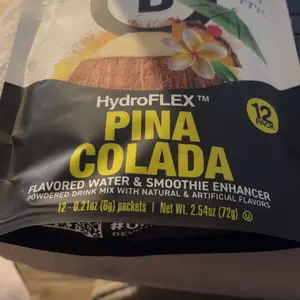 B
HydroFLEX™
PINA
COLADA
12
PACK
FLAVORED WATER & SMOOTHIE ENHANCER
POWDERED DRINK MIX WITH NATURAL & ARTIFICIAL FLAVORS
12 - 0.21oz (6g) packets | Net Wt. 2.54oz (72g) U